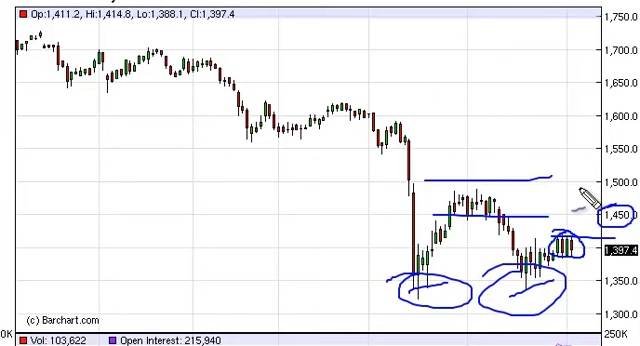 Op:1,411.2, Hi:1,414.8, Lo:1,388.1, Cl:1,397.4
1,750.0
1,700.0
1,650.0
1,600.0
1,550.0
1,500.0
1,450.0
1,397.4
1,350.0
1,300.0
(c) Barchart.com
0K
250K
Vol: 103,622
Open Interest: 215,940